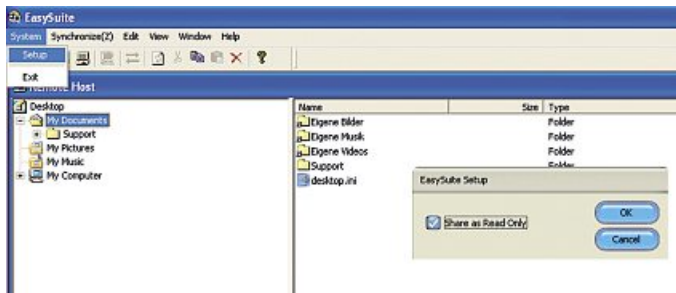 EasySuite
System Synchronize(Z) Edit View Window Help
Setup
Exit
Remote Host
Desktop
My Documents
Support
My Pictures
My Music
My Computer
Name Size Type
Eigene Bilder Folder
Eigene Musik Folder
Eigene Videos Folder
Support Folder
desktop.ini
EasySuite Setup
Share as Read Only
OK
Cancel